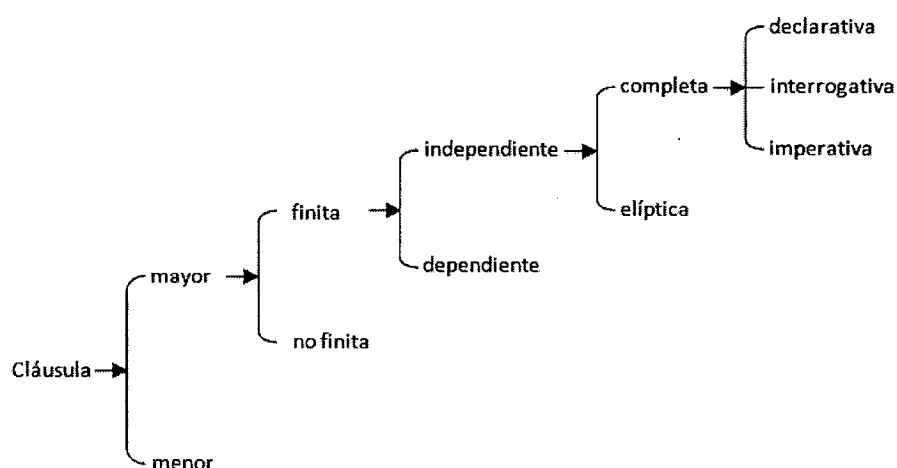 declarativa
completa
interrogativa
independiente
imperativa
finita
elíptica
mayor
dependiente
no finita
Cláusula
menor